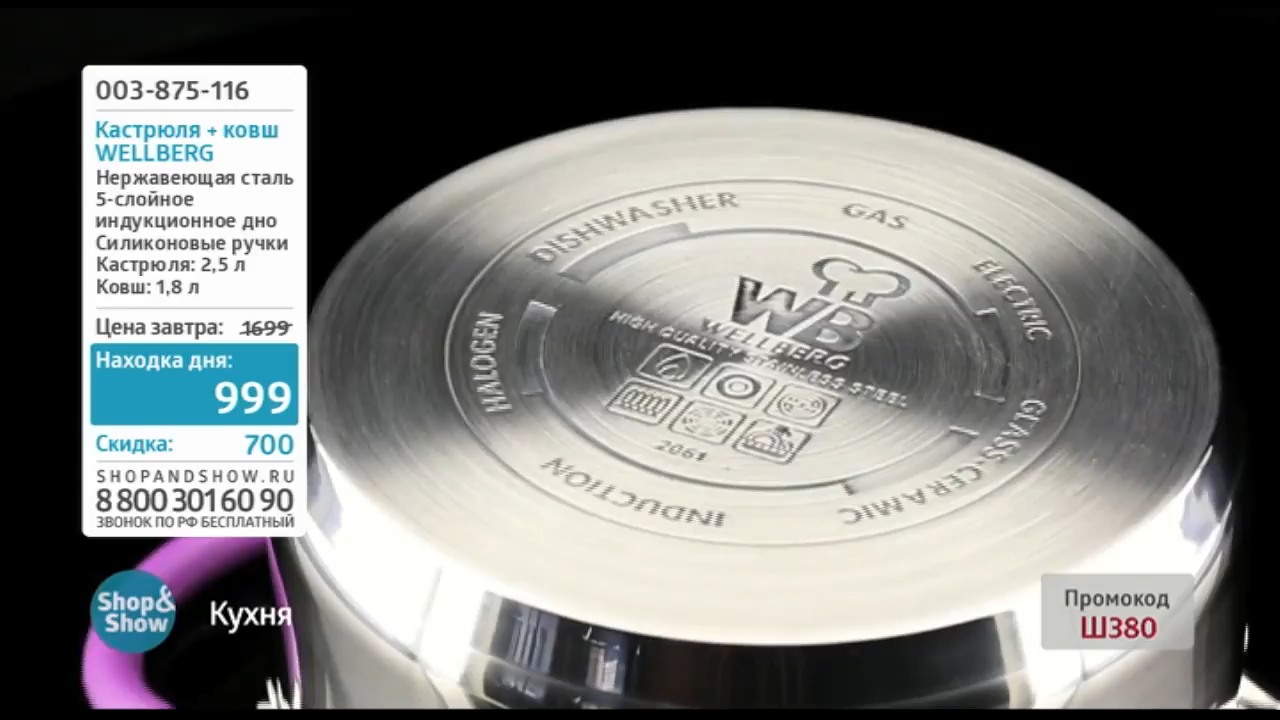 003-875-116
Кастрюля + ковш
WELLBERG
Нержавеющая сталь
5-слойное
индукционное дно
Силиконовые ручки
Кастрюля: 2,5 л
Ковш: 1,8 л
Цена завтра: 1699
Находка дня:
999
Скидка: 700
SHOPANDSHOW.RU
8 800 301 60 90
ЗВОНОК ПО РФ БЕСПЛАТНЫЙ
Shop&
Show
Кухня
DISHWASHER
GAS
ELECTRIC
GLASS-CERAMIC
INDUCTION
HALOGEN
WB
WELLBERG
HIGH QUALITY STAINLESS STEEL
2061
Промокод
Ш380